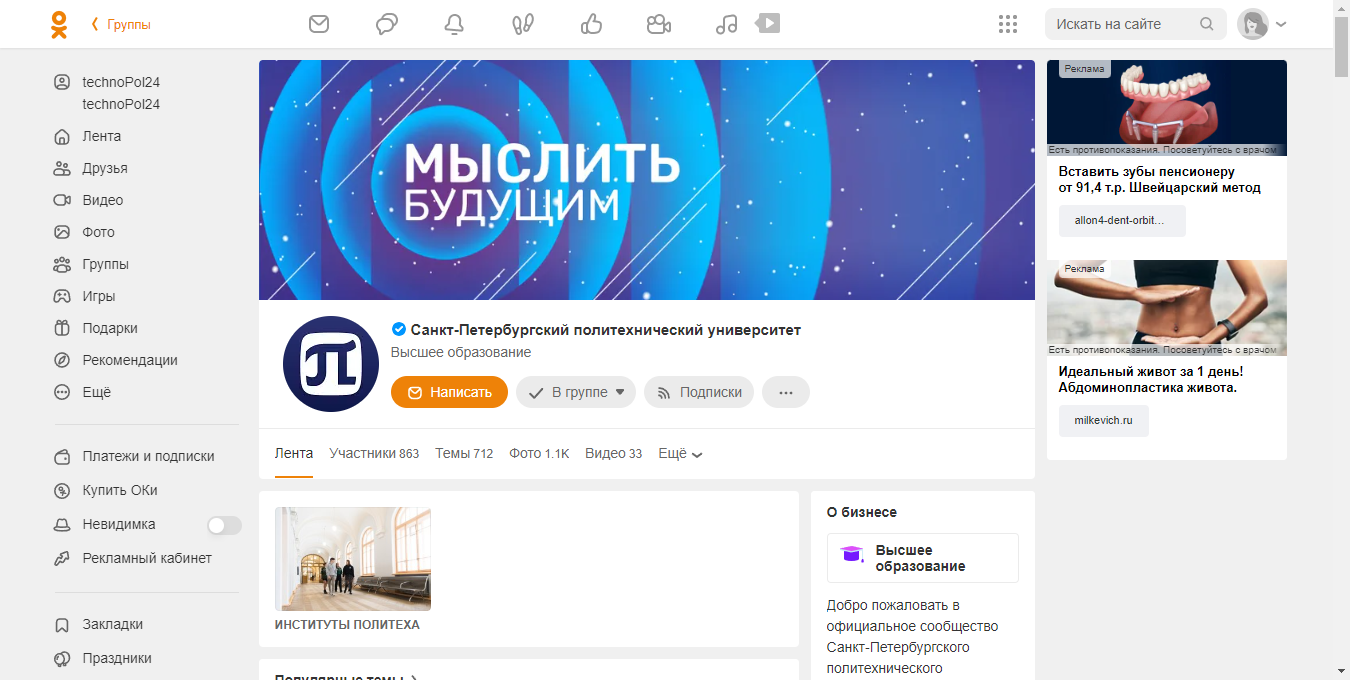 Группы
Искать на сайте
technoPol24
technoPol24
Лента
Друзья
Видео
Фото
Группы
Игры
Подарки
Рекомендации
Ещё
Платежи и подписки
Купить ОКи
Невидимка
Рекламный кабинет
Закладки
Праздники
МЫСЛИТЬ
БУДУЩИМ
Санкт-Петербургский политехнический университет
Высшее образование
Написать
В группе
Подписки
Лента
Участники 863
Темы 712
Фото 1.1K
Видео 33
Ещё
ИНСТИТУТЫ ПОЛИТЕХА
Популярные темы
О бизнесе
Высшее
образование
Добро пожаловать в
официальное сообщество
Санкт-Петербургского
политехнического
Реклама
Есть противопоказания. Посоветуйтесь с врачом
Вставить зубы пенсионеру
от 91,4 т.р. Швейцарский метод
allon4-dent-orbit...
Реклама
Есть противопоказания. Посоветуйтесь с врачом
Идеальный живот за 1 день!
Абдоминопластика живота.
milkevich.ru